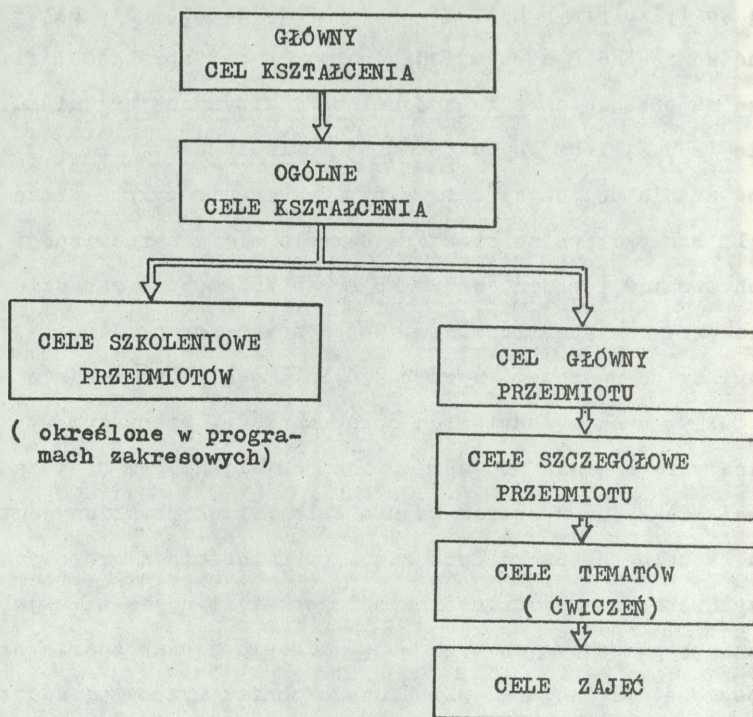 GŁÓWNY
CEL KSZTAŁCENIA
OGÓLNE
CELE KSZTAŁCENIA
CELE SZKOLENIOWE
PRZEDMIOTÓW
( określone w progra-
mach zakresowych)
CEL GŁÓWNY
PRZEDMIOTU
CELE SZCZEGÓŁOWE
PRZEDMIOTU
CELE TEMATÓW
( ĆWICZEŃ)
CELE ZAJĘĆ